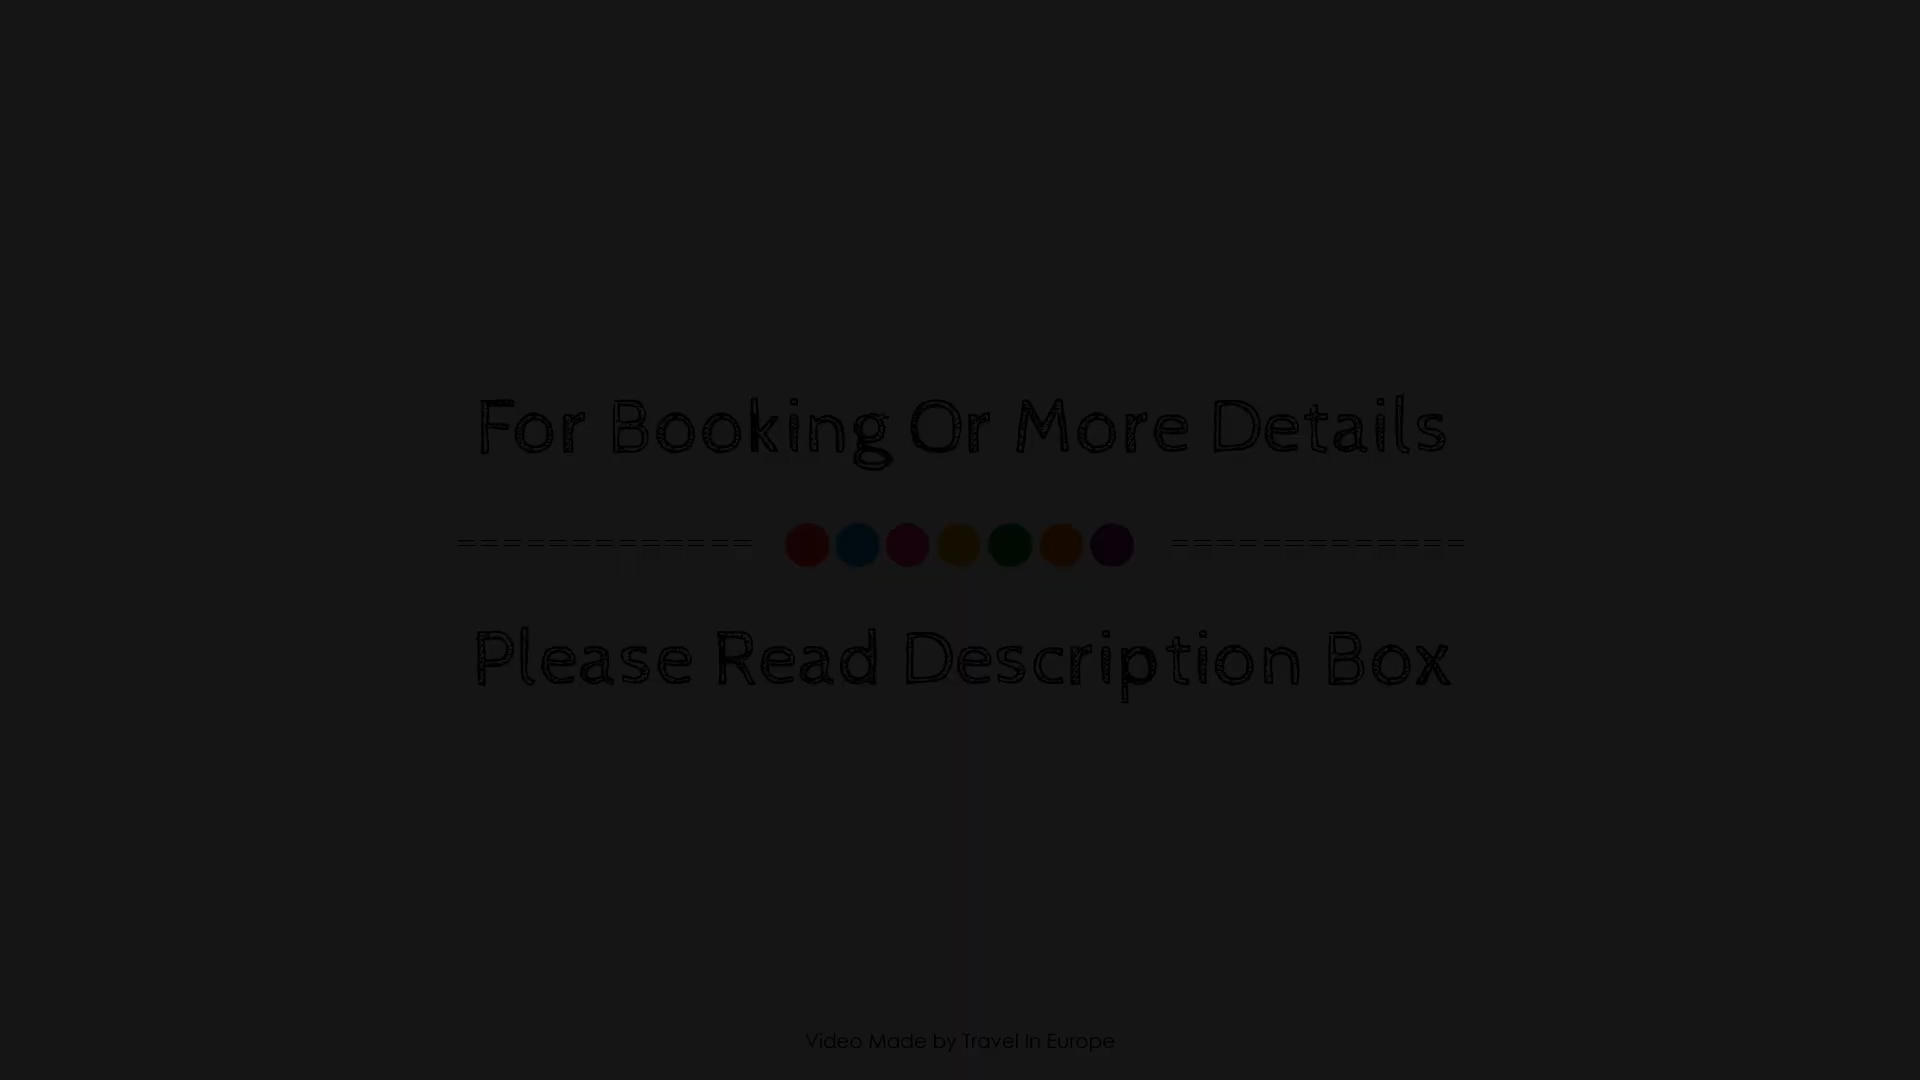 For Booking Or More Details
============= =============
Please Read Description Box
Video Made by Travel In Europe